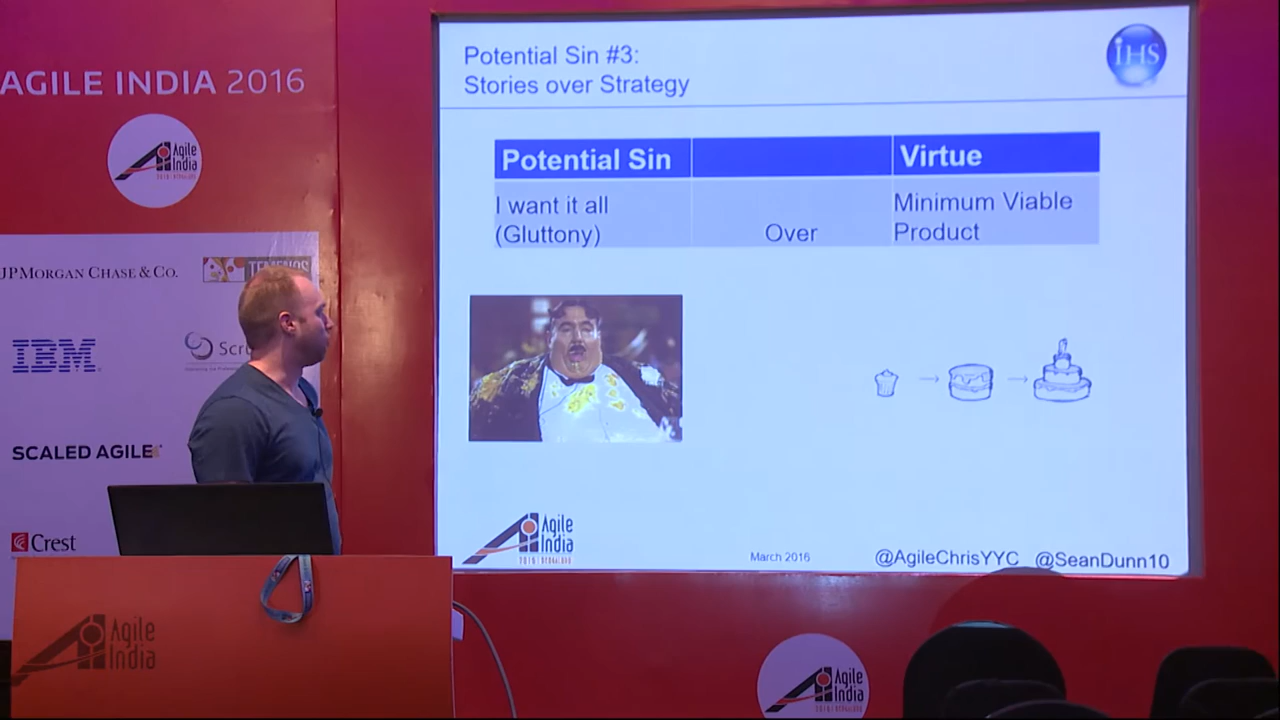 AGILE INDIA 2016
Agile
India
JPMORGAN CHASE & CO.
TEMENOS
IBM
Scru
SCALED AGILE
Crest
Agile
India
Potential Sin #3:
Stories over Strategy
IHS
Potential Sin
Virtue
I want it all
(Gluttony)
Over
Minimum Viable
Product
Agile
India
March 2016
@AgileChrisYYC @SeanDunn10
Agile
India